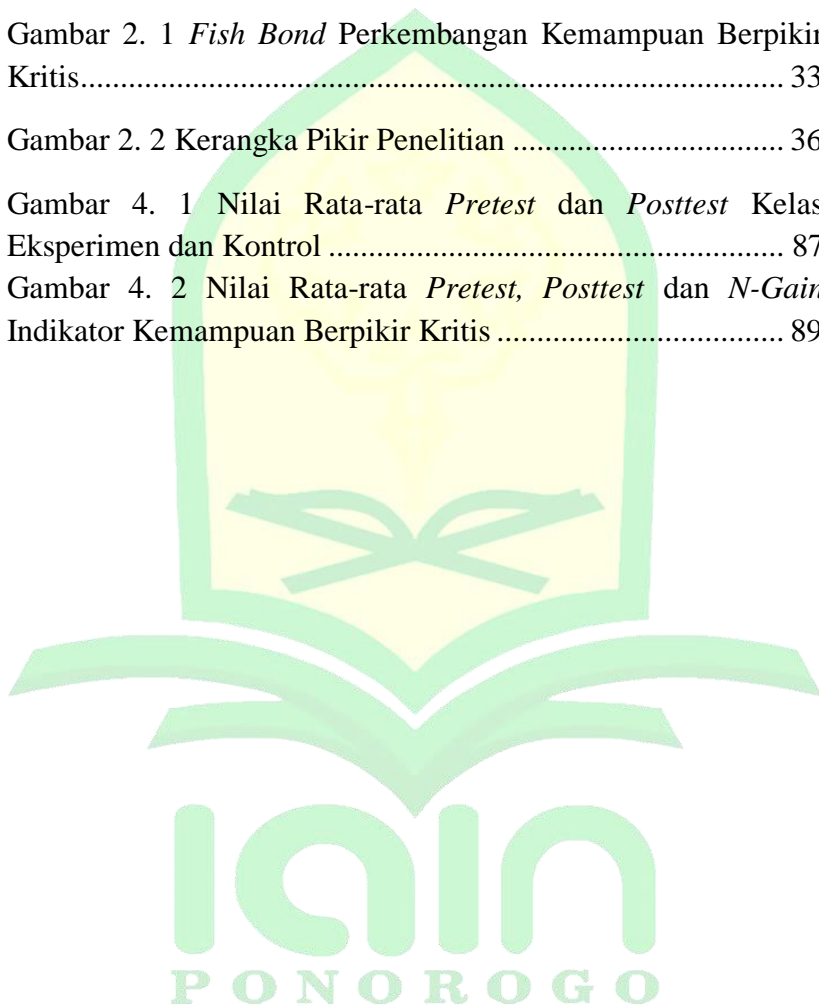 Gambar 2. 1 Fish Bond Perkembangan Kemampuan Berpikir
Kritis........................................................................................ 33
Gambar 2. 2 Kerangka Pikir Penelitian .................................. 36
Gambar 4. 1 Nilai Rata-rata Pretest dan Posttest Kelas
Eksperimen dan Kontrol ......................................................... 87
Gambar 4. 2 Nilai Rata-rata Pretest, Posttest dan N-Gain
Indikator Kemampuan Berpikir Kritis .................................... 89
iain
PONOROGO